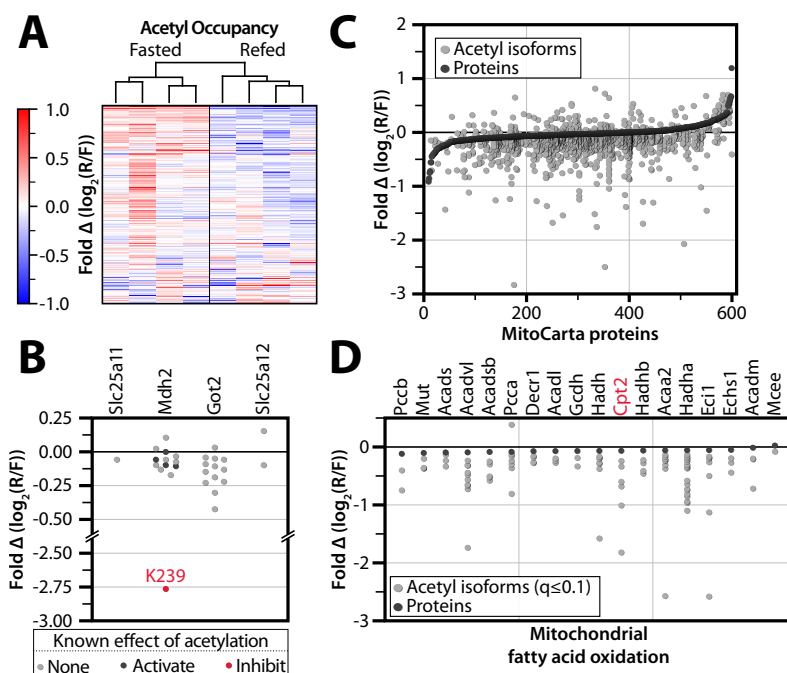 A
Acetyl Occupancy
Fasted Refed
1.0
0.5
0.0
-0.5
-1.0
Fold Δ (log2(R/F))
C
Acetyl isoforms
Proteins
2
1
0
-1
-2
-3
Fold Δ (log2(R/F))
0 200 400 600
MitoCarta proteins
B
Slc25a11
Mdh2
Got2
Slc25a12
0.25
0.00
-0.25
-0.50
-2.50
-2.75
-3.00
Fold Δ (log2(R/F))
K239
Known effect of acetylation
None Activate Inhibit
D
Pccb
Mut
Acads
Acadvl
Acadsb
Pcca
Decr1
Acadl
Gcdh
Hadh
Cpt2
Hadhb
Acaa2
Hadha
Eci1
Echs1
Acadm
Mcee
0
-1
-2
-3
Fold Δ (log2(R/F))
Acetyl isoforms (q≤0.1)
Proteins
Mitochondrial
fatty acid oxidation